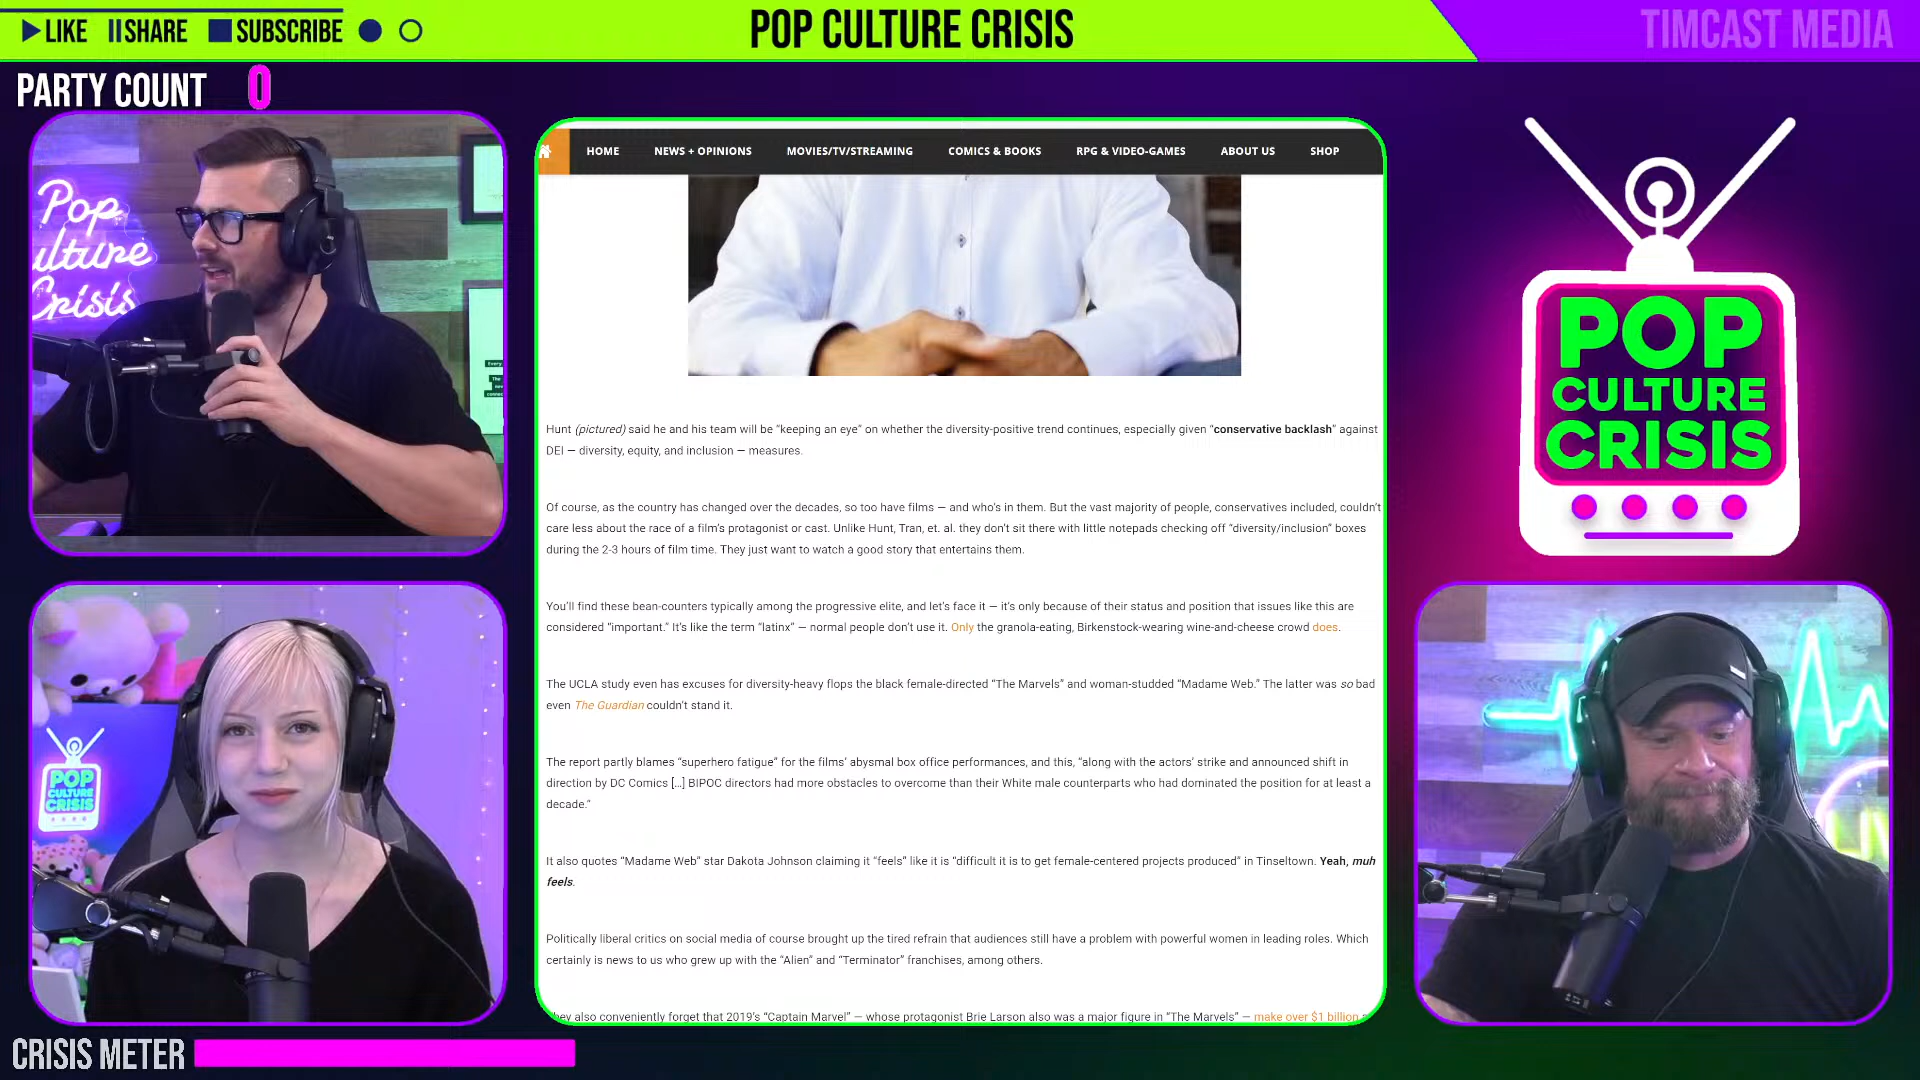 LIKE SHARE SUBSCRIBE
POP CULTURE CRISIS
TIMCAST MEDIA
PARTY COUNT 0
Pop
ulture
Crisis
HOME NEWS + OPINIONS MOVIES/TV/STREAMING COMICS & BOOKS RPG & VIDEO-GAMES ABOUT US SHOP
Hunt (pictured) said he and his team will be “keeping an eye” on whether the diversity-positive trend continues, especially given “conservative backlash” against
DEI — diversity, equity, and inclusion — measures.
Of course, as the country has changed over the decades, so too have films — and who’s in them. But the vast majority of people, conservatives included, couldn’t
care less about the race of a film’s protagonist or cast. Unlike Hunt, Tran, et. al. they don’t sit there with little notepads checking off “diversity/inclusion” boxes
during the 2-3 hours of film time. They just want to watch a good story that entertains them.
You’ll find these bean-counters typically among the progressive elite, and let’s face it — it’s only because of their status and position that issues like this are
considered “important.” It’s like the term “latinx” — normal people don’t use it. Only the granola-eating, Birkenstock-wearing wine-and-cheese crowd does.
The UCLA study even has excuses for diversity-heavy flops the black female-directed “The Marvels” and woman-studded “Madame Web.” The latter was so bad
even The Guardian couldn’t stand it.
The report partly blames “superhero fatigue” for the films’ abysmal box office performances, and this, “along with the actors’ strike and announced shift in
direction by DC Comics […] BIPOC directors had more obstacles to overcome than their White male counterparts who had dominated the position for at least a
decade.”
It also quotes “Madame Web” star Dakota Johnson claiming it “feels” like it is “difficult it is to get female-centered projects produced” in Tinseltown. Yeah, muh
feels.
Politically liberal critics on social media of course brought up the tired refrain that audiences still have a problem with powerful women in leading roles. Which
certainly is news to us who grew up with the “Alien” and “Terminator” franchises, among others.
hey also conveniently forget that 2019’s “Captain Marvel” — whose protagonist Brie Larson also was a major figure in “The Marvels” — make over $1 billion
POP
CULTURE
CRISIS
POP
CULTURE
CRISIS
CRISIS METER